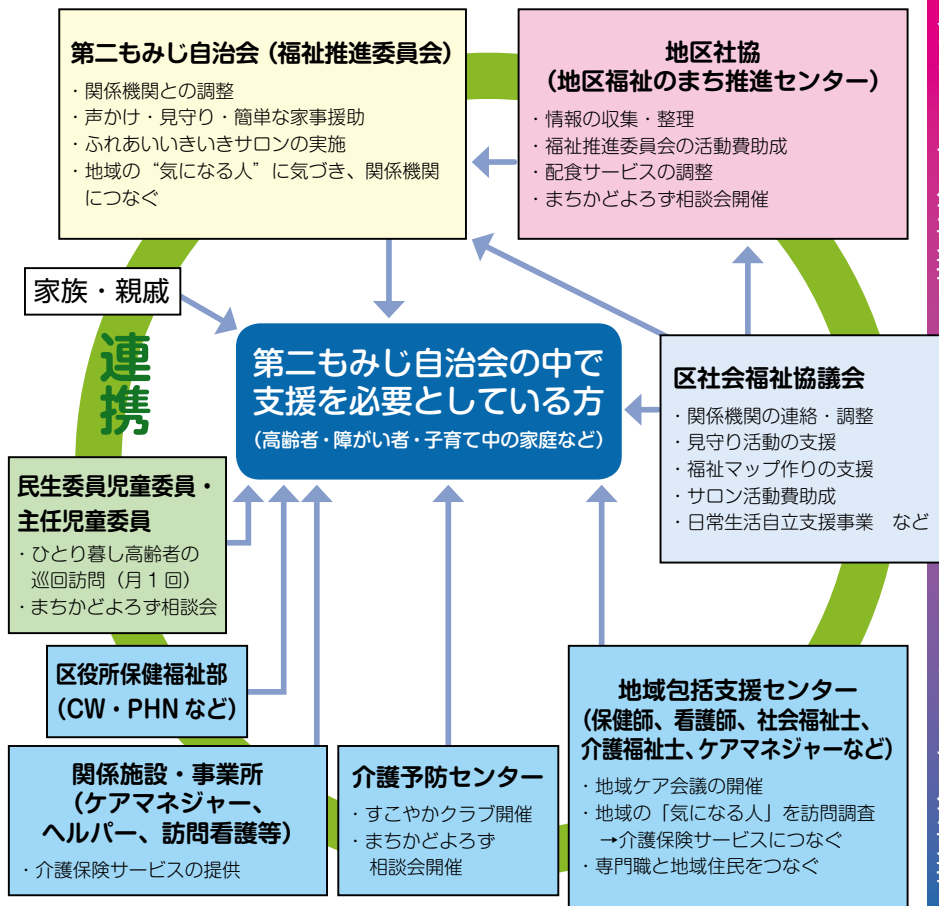 第二もみじ自治会（福祉推進委員会）
・関係機関との調整
・声かけ・見守り・簡単な家事援助
・ふれあいいきいきサロンの実施
・地域の“気になる人”に気づき、関係機関
につなぐ
地区社協
（地区福祉のまち推進センター）
・情報の収集・整理
・福祉推進委員会の活動費助成
・配食サービスの調整
・まちかどよろず相談会開催
家族・親戚
連携
第二もみじ自治会の中で
支援を必要としている方
（高齢者・障がい者・子育て中の家庭など）
区社会福祉協議会
・関係機関の連絡・調整
・見守り活動の支援
・福祉マップ作りの支援
・サロン活動費助成
・日常生活自立支援事業　など
民生委員児童委員・
主任児童委員
・ひとり暮し高齢者の
巡回訪問（月１回）
・まちかどよろず相談会
区役所保健福祉部
（CW・PHN など）
関係施設・事業所
（ケアマネジャー、
ヘルパー、訪問看護等）
・介護保険サービスの提供
介護予防センター
・すこやかクラブ開催
・まちかどよろず
相談会開催
地域包括支援センター
（保健師、看護師、社会福祉士、
介護福祉士、ケアマネジャーなど）
・地域ケア会議の開催
・地域の「気になる人」を訪問調査
→介護保険サービスにつなぐ
・専門職と地域住民をつなぐ